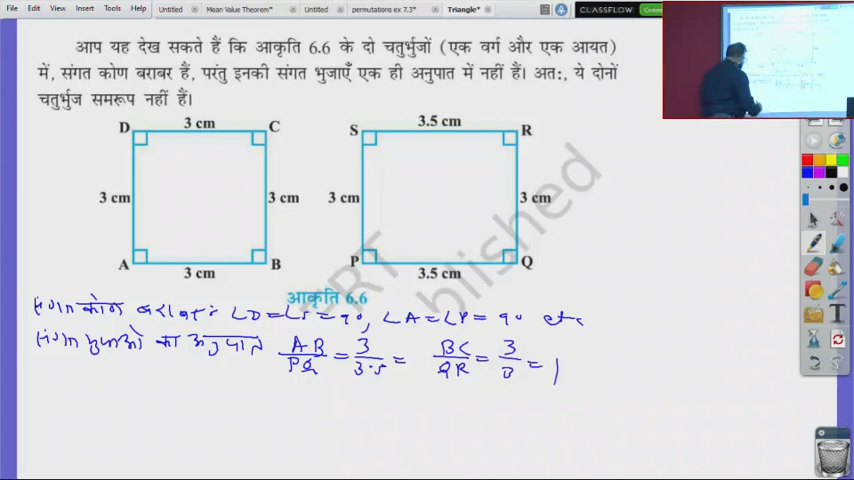 File Edit View Insert Tools Help
Untitled * Mean Value Theorem* Untitled * permutations ex 7.3* Triangle*
CLASSFLOW
आप यह देख सकते हैं कि आकृति 6.6 के दो चतुर्भुजों (एक वर्ग और एक आयत)
में, संगत कोण बराबर हैं, परंतु इनकी संगत भुजाएँ एक ही अनुपात में नहीं हैं। अतः, ये दोनों
चतुर्भुज समरूप नहीं हैं।
D 3 cm C S 3.5 cm R
3 cm 3 cm 3 cm 3 cm
A 3 cm B P 3.5 cm Q
आकृति 6.6
संगत कोण ∠D = ∠S = 90, ∠A = ∠P = 90 etc
संगत भुजाओ का अनुपात AB/PQ = 3/3.5 = BC/QR = 3/3 = 1